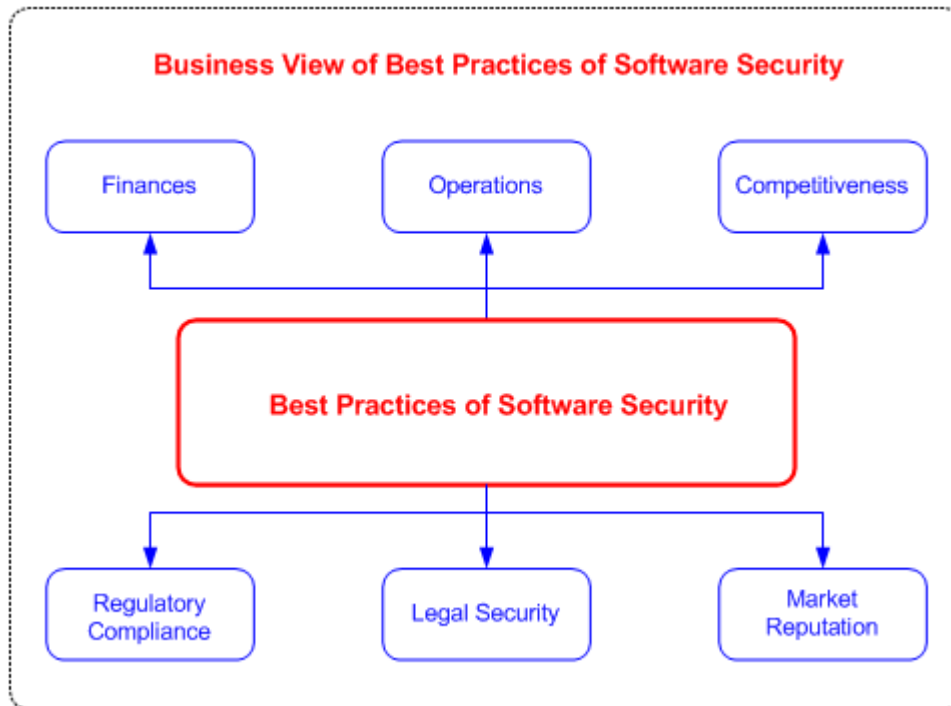 Business View of Best Practices of Software Security
Finances
Operations
Competitiveness
Best Practices of Software Security
Regulatory
Compliance
Legal Security
Market
Reputation